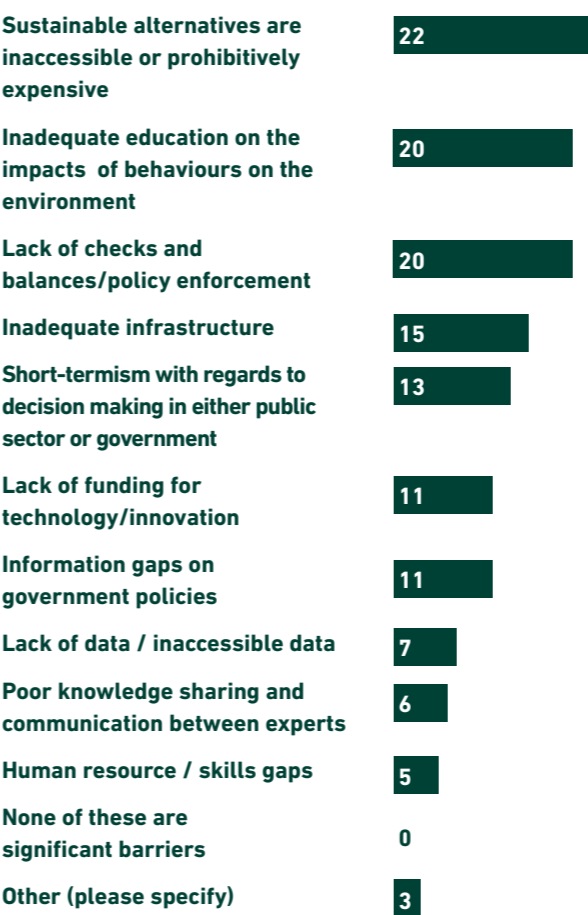 Sustainable alternatives are
inaccessible or prohibitively
expensive
22
Inadequate education on the
impacts of behaviours on the
environment
20
Lack of checks and
balances/policy enforcement
20
Inadequate infrastructure
15
Short-termism with regards to
decision making in either public
sector or government
13
Lack of funding for
technology/innovation
11
Information gaps on
government policies
11
Lack of data / inaccessible data
7
Poor knowledge sharing and
communication between experts
6
Human resource / skills gaps
5
None of these are
significant barriers
0
Other (please specify)
3